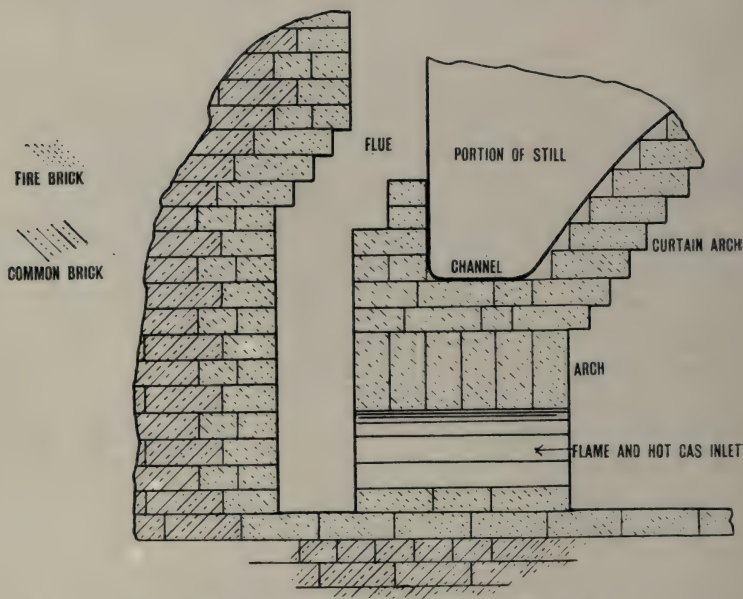 FLUE
PORTION OF STILL
FIRE BRICK
CURTAIN ARCH
COMMON BRICK
CHANNEL
ARCH
FLAME AND HOT GAS INLET